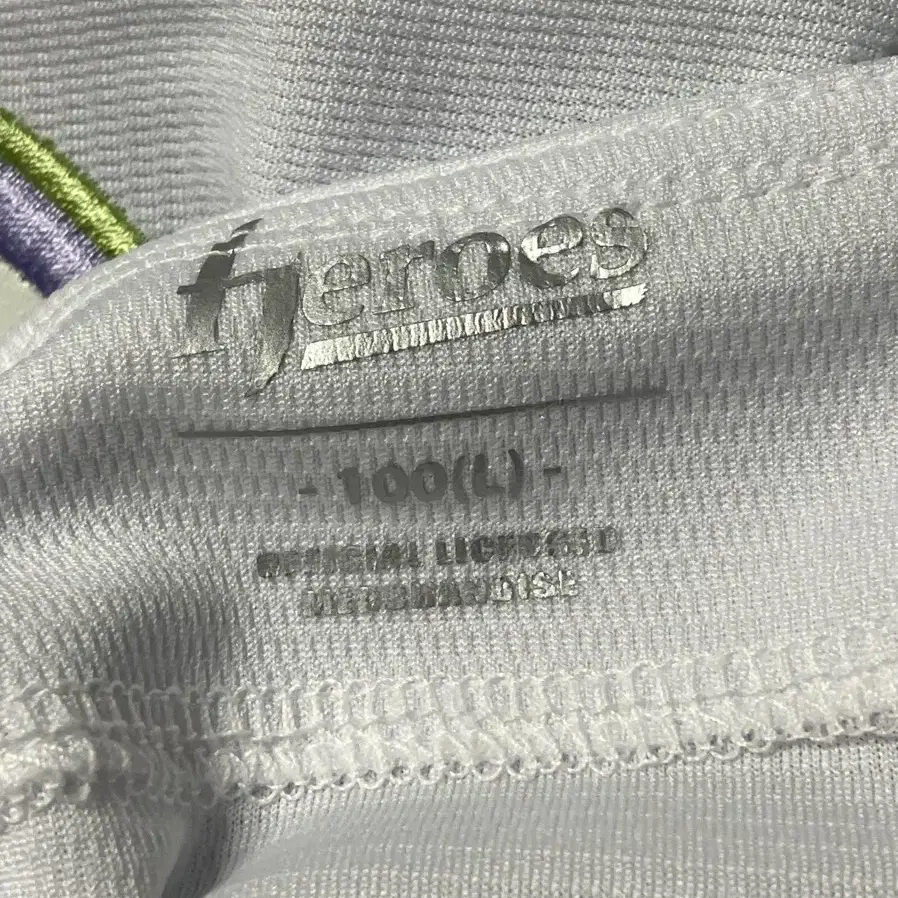 Heroes
- 100(L) -
OFFICIAL LICENSED
MERCHANDISE